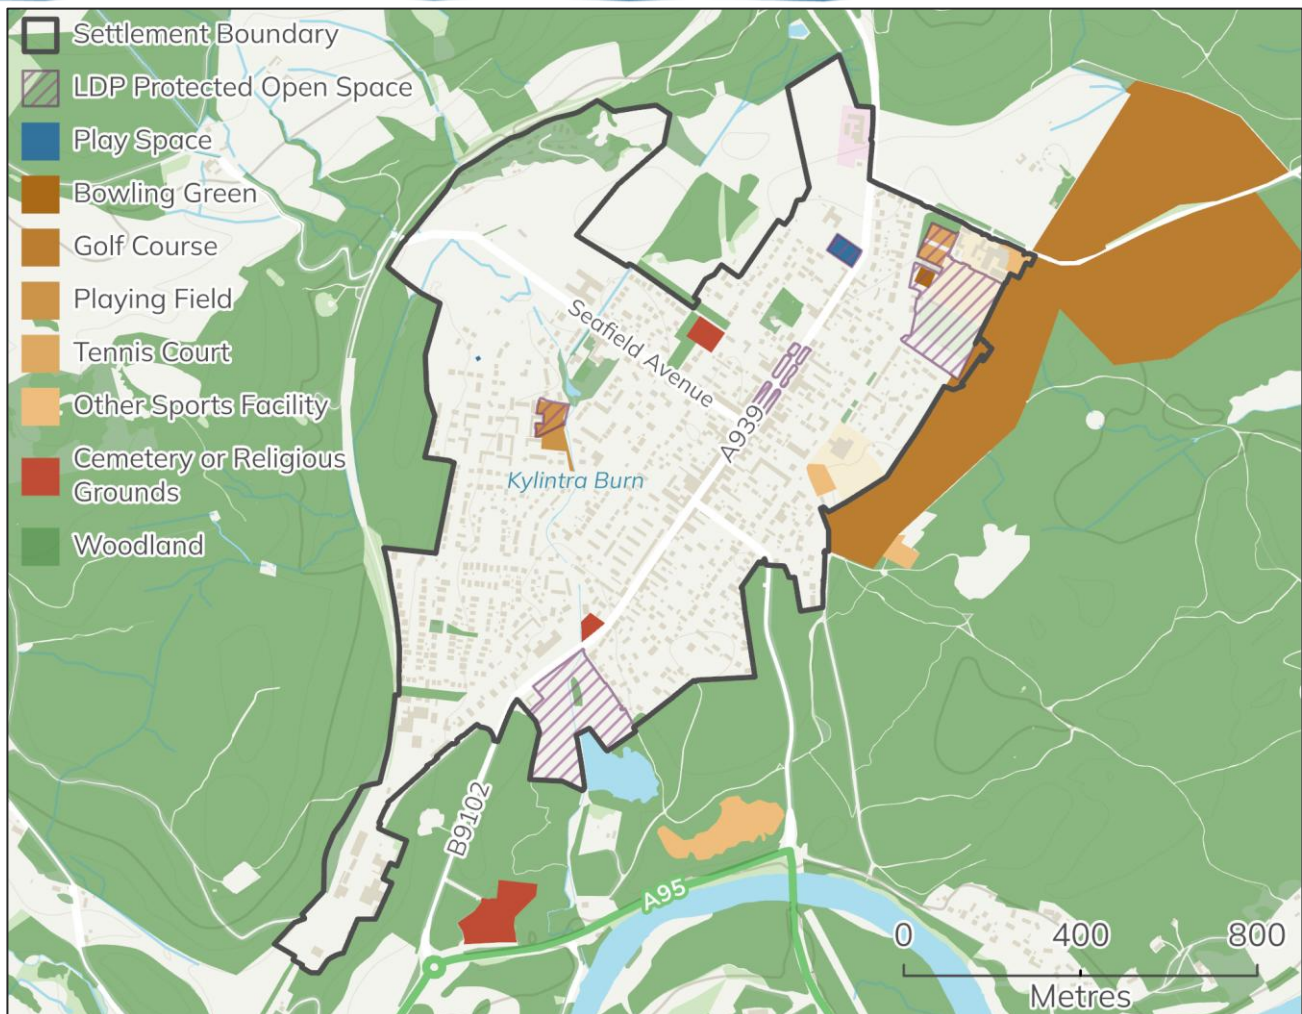 Settlement Boundary
LDP Protected Open Space
Play Space
Bowling Green
Golf Course
Playing Field
Tennis Court
Other Sports Facility
Cemetery or Religious
Grounds
Woodland
Seafield Avenue
A939
Kylintra Burn
B9102
A95
0 400 800
Metres